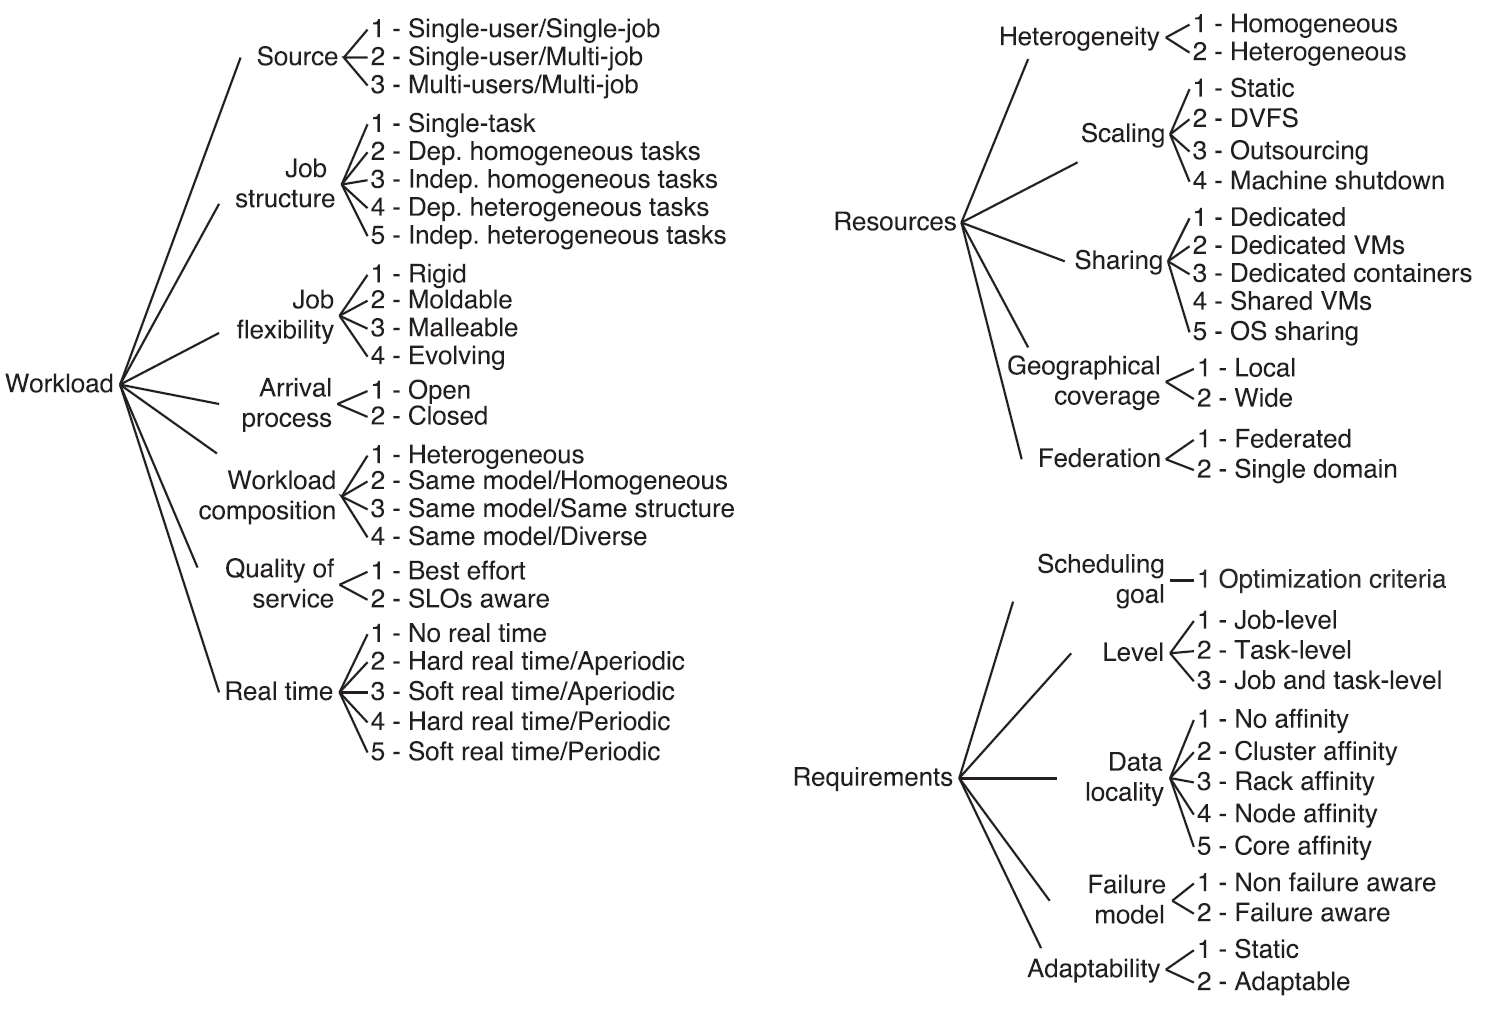 Workload
Source
1 - Single-user/Single-job
2 - Single-user/Multi-job
3 - Multi-users/Multi-job
Job
structure
1 - Single-task
2 - Dep. homogeneous tasks
3 - Indep. homogeneous tasks
4 - Dep. heterogeneous tasks
5 - Indep. heterogeneous tasks
Job
flexibility
1 - Rigid
2 - Moldable
3 - Malleable
4 - Evolving
Arrival
process
1 - Open
2 - Closed
Workload
composition
1 - Heterogeneous
2 - Same model/Homogeneous
3 - Same model/Same structure
4 - Same model/Diverse
Quality of
service
1 - Best effort
2 - SLOs aware
Real time
1 - No real time
2 - Hard real time/Aperiodic
3 - Soft real time/Aperiodic
4 - Hard real time/Periodic
5 - Soft real time/Periodic
Resources
Heterogeneity
1 - Homogeneous
2 - Heterogeneous
Scaling
1 - Static
2 - DVFS
3 - Outsourcing
4 - Machine shutdown
Sharing
1 - Dedicated
2 - Dedicated VMs
3 - Dedicated containers
4 - Shared VMs
5 - OS sharing
Geographical
coverage
1 - Local
2 - Wide
Federation
1 - Federated
2 - Single domain
Requirements
Scheduling
goal
1 Optimization criteria
Level
1 - Job-level
2 - Task-level
3 - Job and task-level
Data
locality
1 - No affinity
2 - Cluster affinity
3 - Rack affinity
4 - Node affinity
5 - Core affinity
Failure
model
1 - Non failure aware
2 - Failure aware
Adaptability
1 - Static
2 - Adaptable